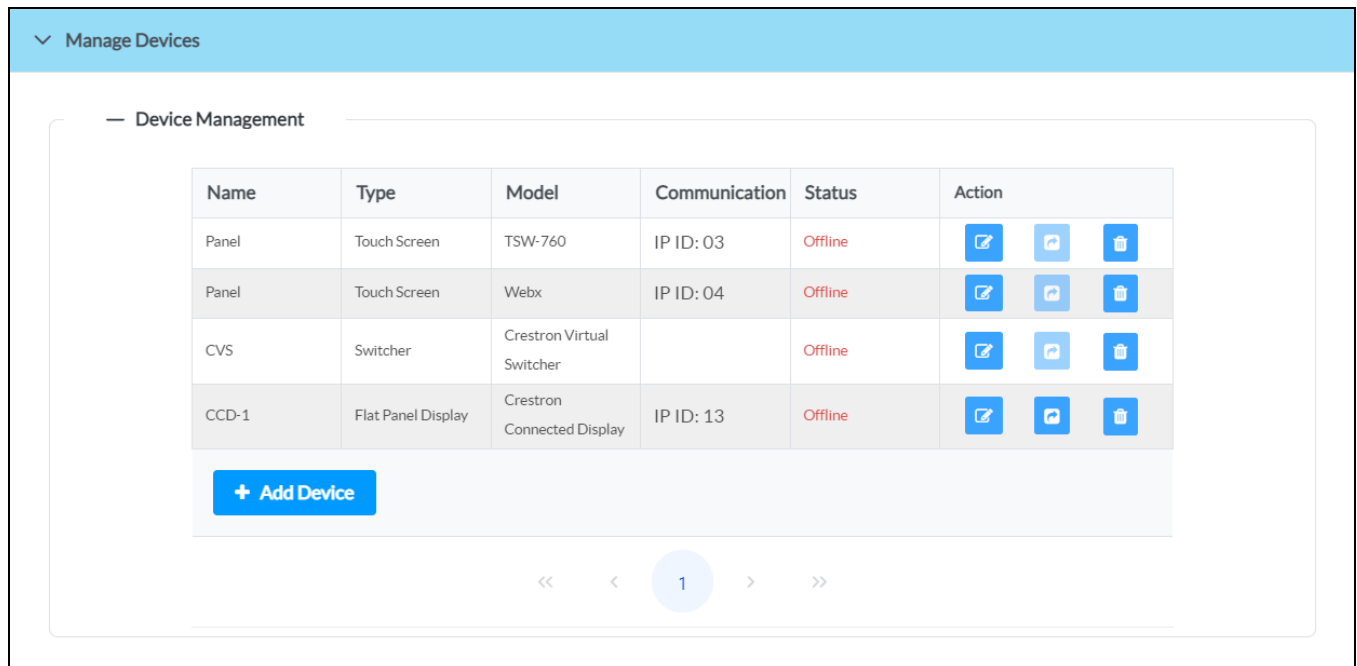 Manage Devices
Device Management
Name Type Model Communication Status Action
Panel Touch Screen TSW-760 IP ID: 03 Offline
Panel Touch Screen Webx IP ID: 04 Offline
CVS Switcher Crestron Virtual Switcher Offline
CCD-1 Flat Panel Display Crestron Connected Display IP ID: 13 Offline
+ Add Device
<< < 1 > >>